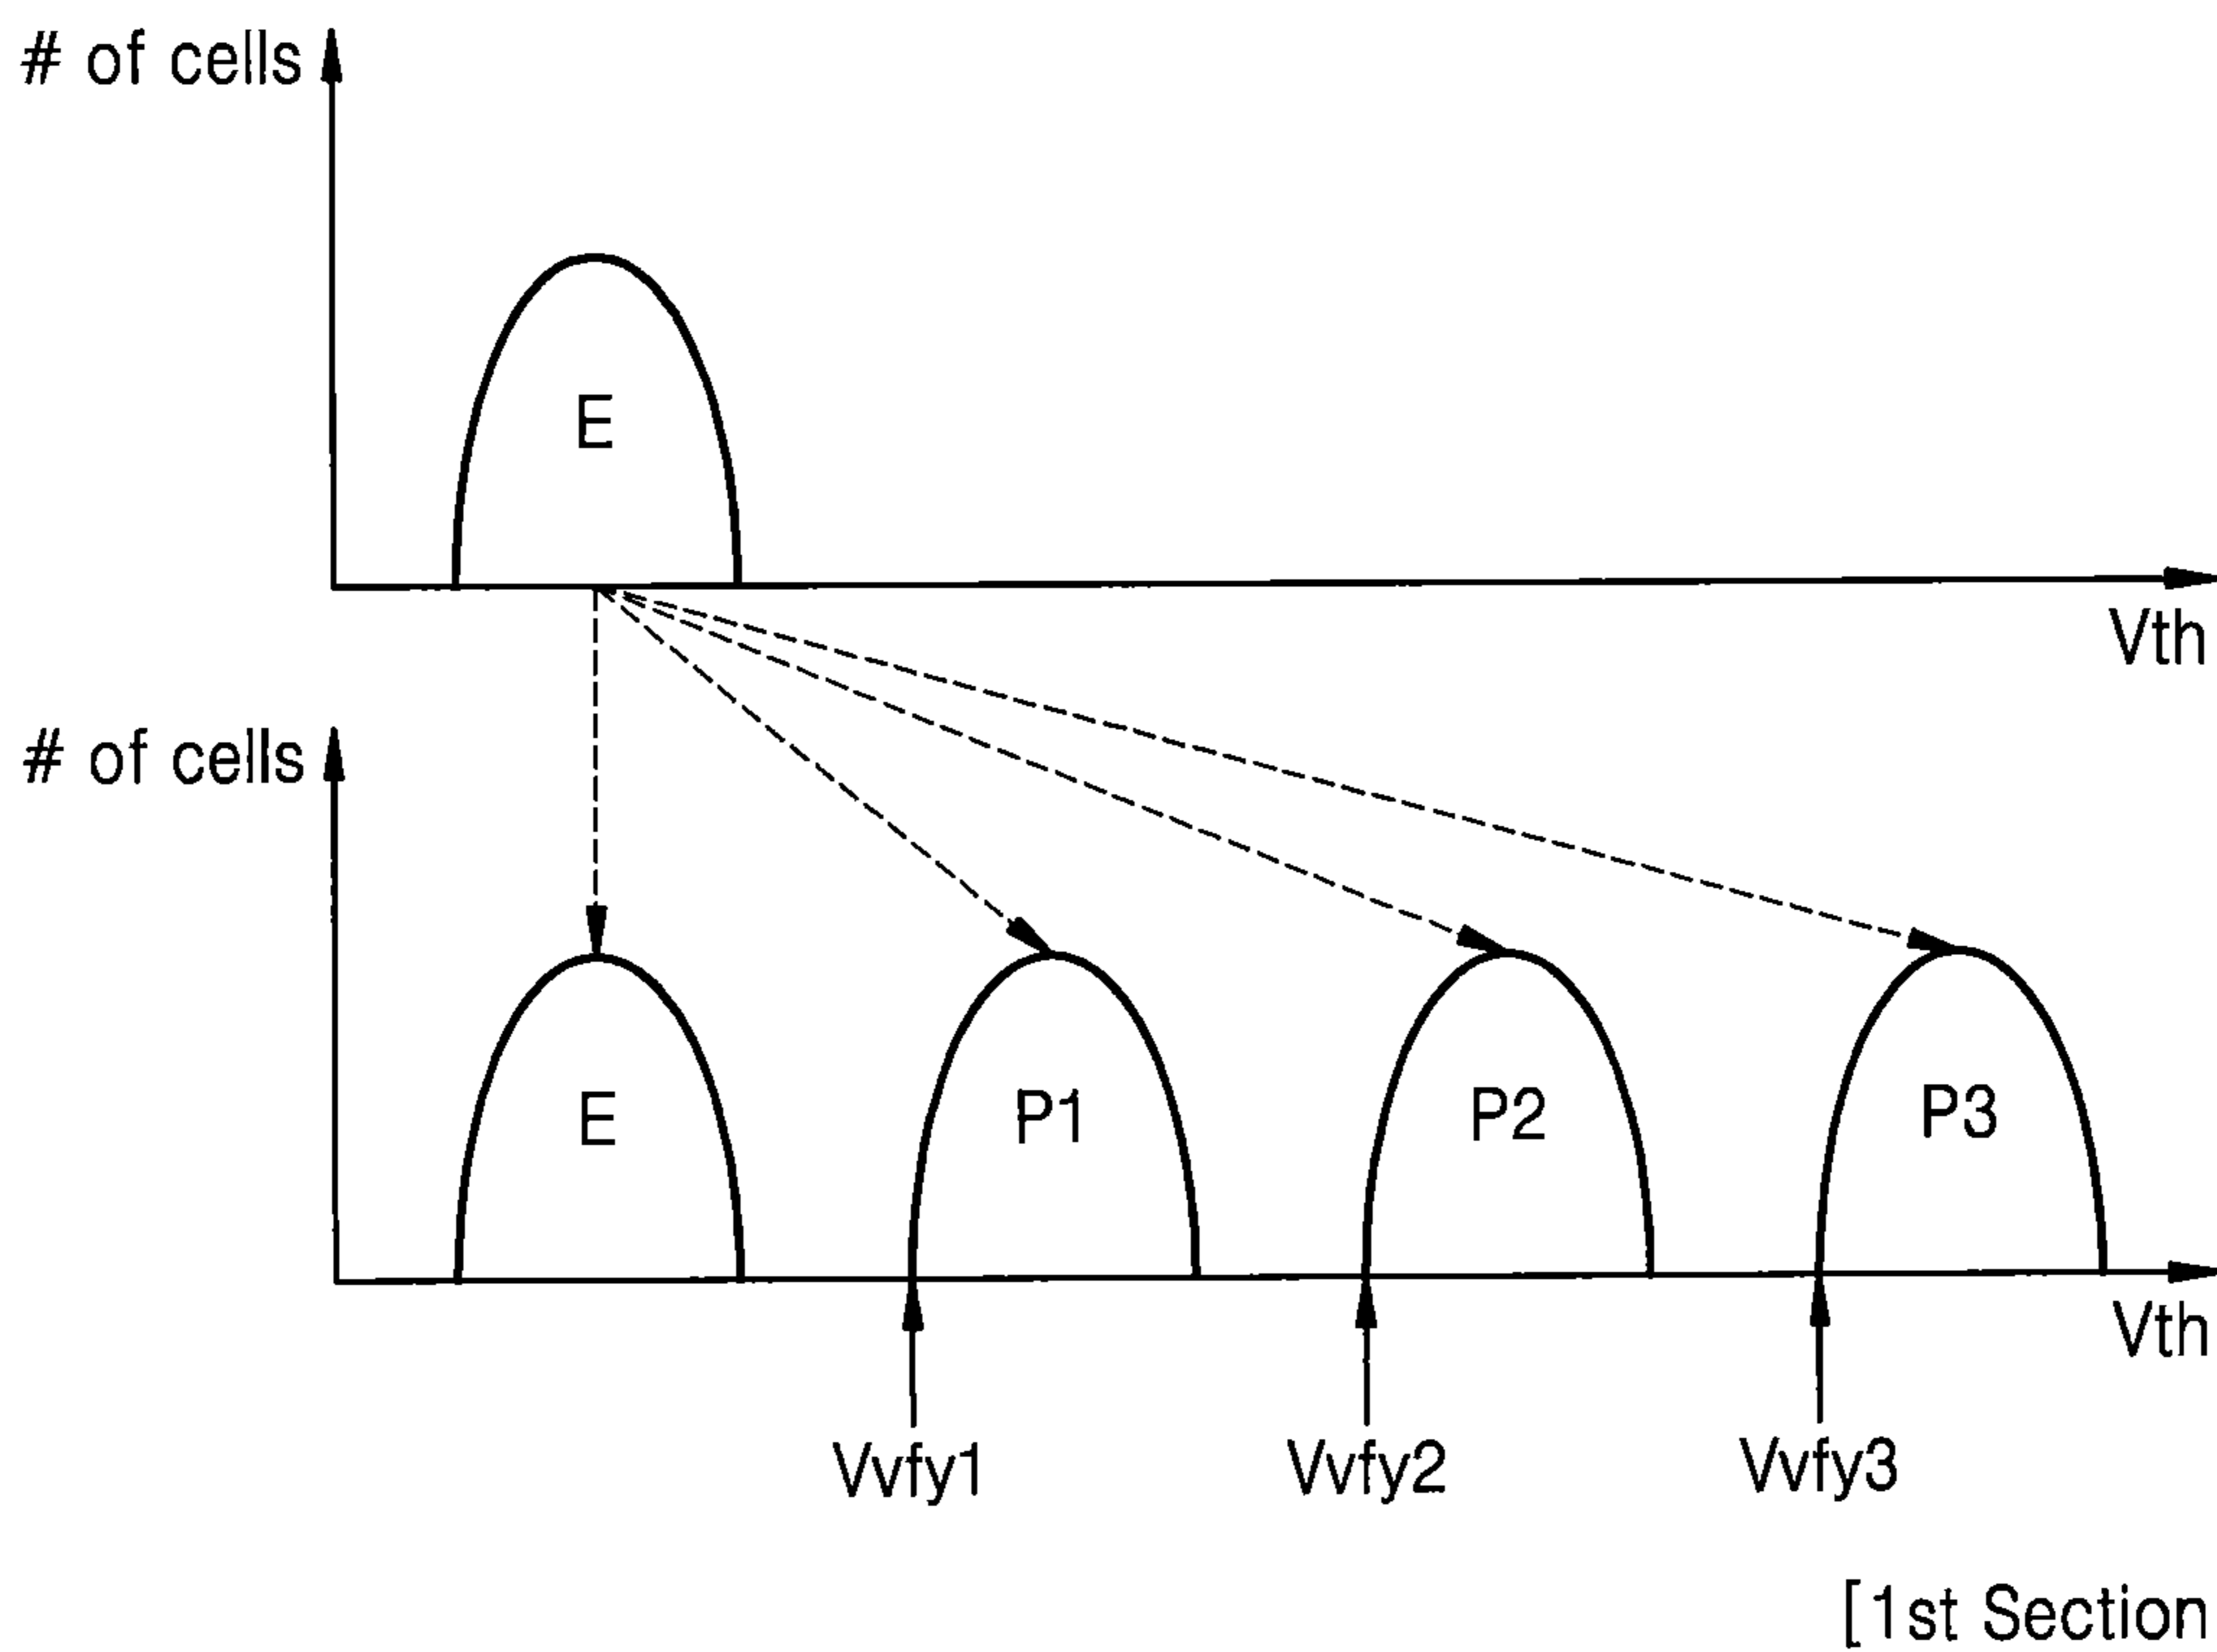 # of cells
E
Vth
# of cells
E
P1
P2
P3
Vth
Vvfy1
Vvfy2
Vvfy3
[1st Section